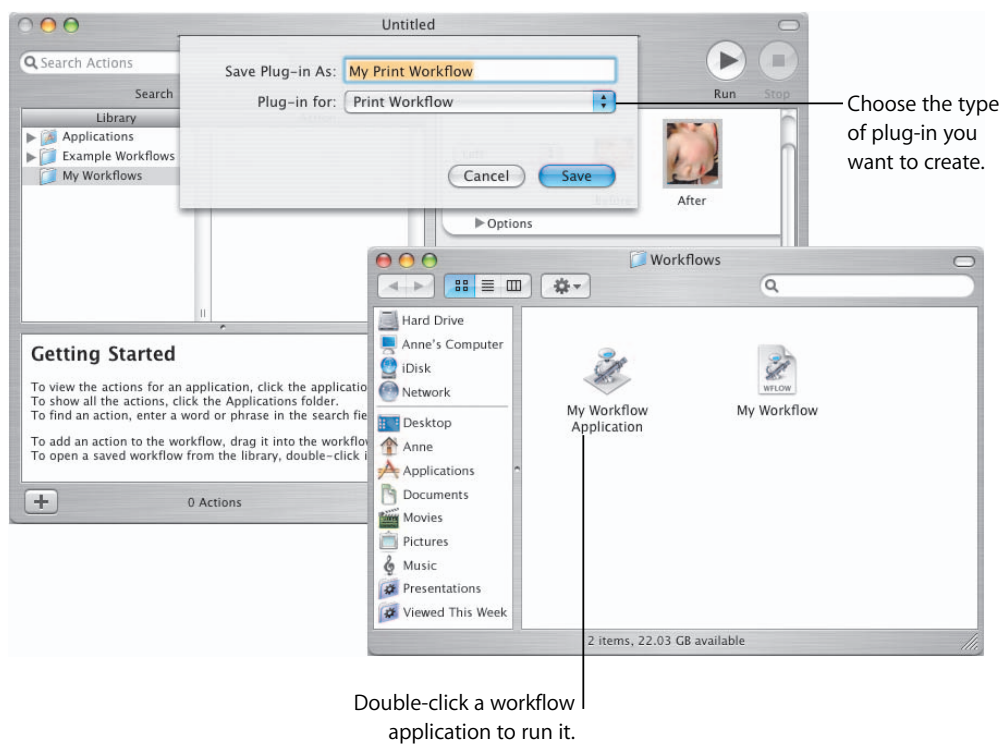 Untitled
Search Actions
Save Plug-in As: My Print Workflow
Plug-in for: Print Workflow
Cancel Save
Search
Run Stop
Library
Applications
Example Workflows
My Workflows
After
Options
Choose the type
of plug-in you
want to create.
Getting Started
To view the actions for an application, click the applicatio
To show all the actions, click the Applications folder.
To find an action, enter a word or phrase in the search fie
To add an action to the workflow, drag it into the workflow
To open a saved workflow from the library, double-click i
0 Actions
Workflows
Hard Drive
Anne's Computer
iDisk
Network
Desktop
Anne
Applications
Documents
Movies
Pictures
Music
Presentations
Viewed This Week
My Workflow
Application
WFLOW
My Workflow
2 items, 22.03 GB available
Double-click a workflow
application to run it.